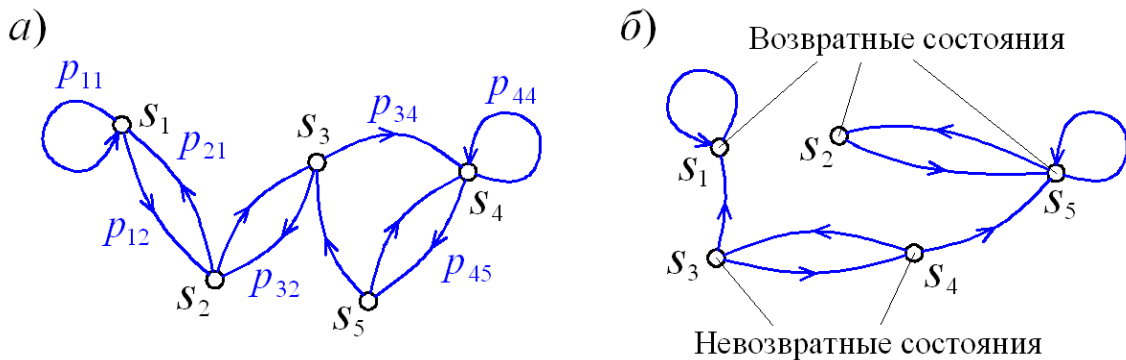 а)
p11
s1
p21
p12
s2
s3
p32
p34
p44
s4
p45
s5
б)
Возвратные состояния
s1
s2
s5
s3
s4
Невозвратные состояния